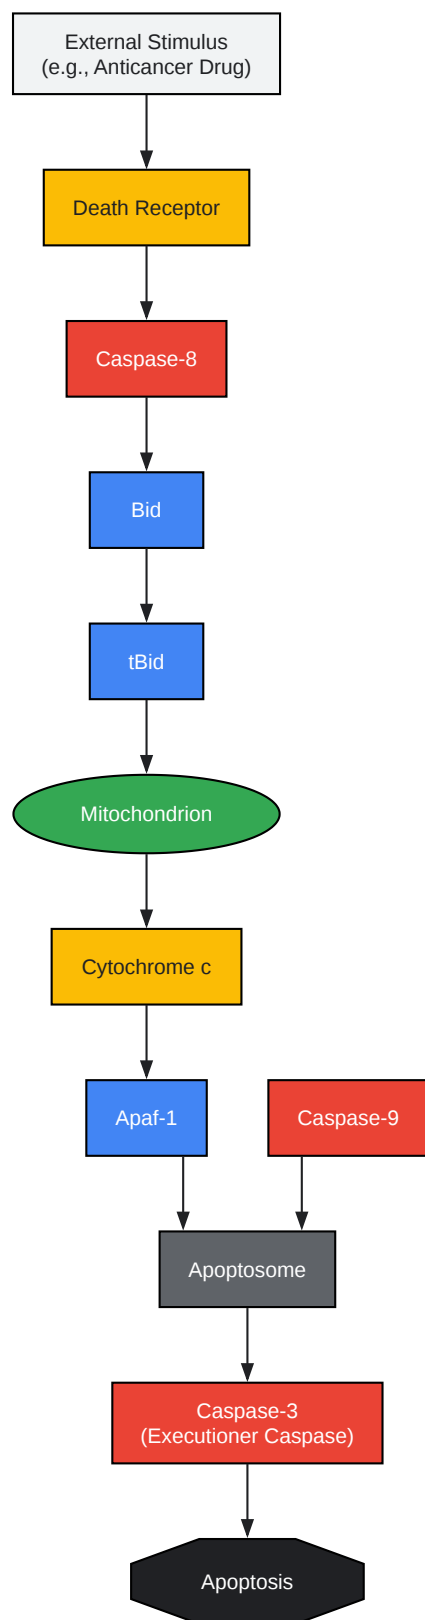 External Stimulus
(e.g., Anticancer Drug)
Death Receptor
Caspase-8
Bid
tBid
Mitochondrion
Cytochrome c
Apaf-1
Caspase-9
Apoptosome
Caspase-3
(Executioner Caspase)
Apoptosis